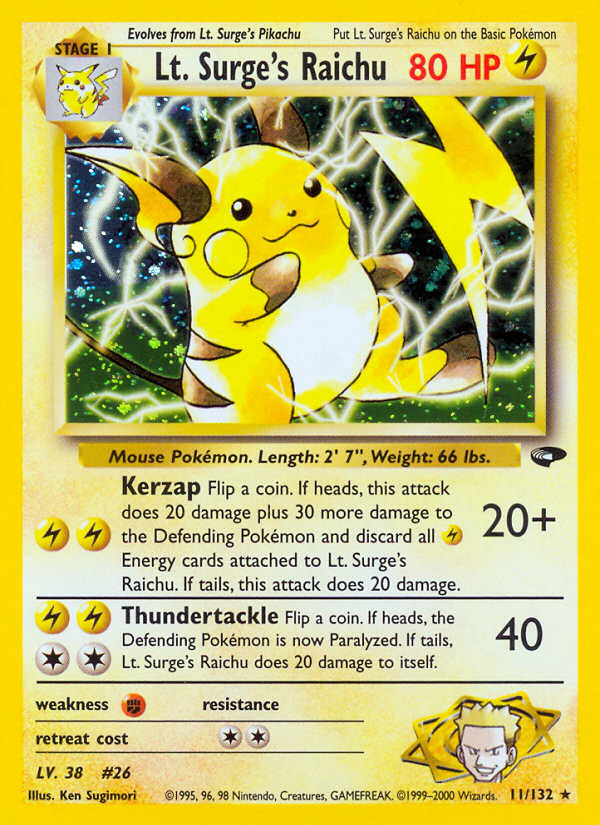 Evolves from Lt. Surge's Pikachu
Put Lt. Surge's Raichu on the Basic Pokémon
STAGE 1
Lt. Surge's Raichu 80 HP
Mouse Pokémon. Length: 2' 7", Weight: 66 lbs.
Kerzap Flip a coin. If heads, this attack
does 20 damage plus 30 more damage to
the Defending Pokémon and discard all
Energy cards attached to Lt. Surge's
Raichu. If tails, this attack does 20 damage.
20+
Thundertackle Flip a coin. If heads, the
Defending Pokémon is now Paralyzed. If tails,
Lt. Surge's Raichu does 20 damage to itself.
40
weakness
resistance
retreat cost
LV. 38 #26
Illus. Ken Sugimori
©1995, 96, 98 Nintendo, Creatures, GAMEFREAK. ©1999–2000 Wizards.
11/132 ★